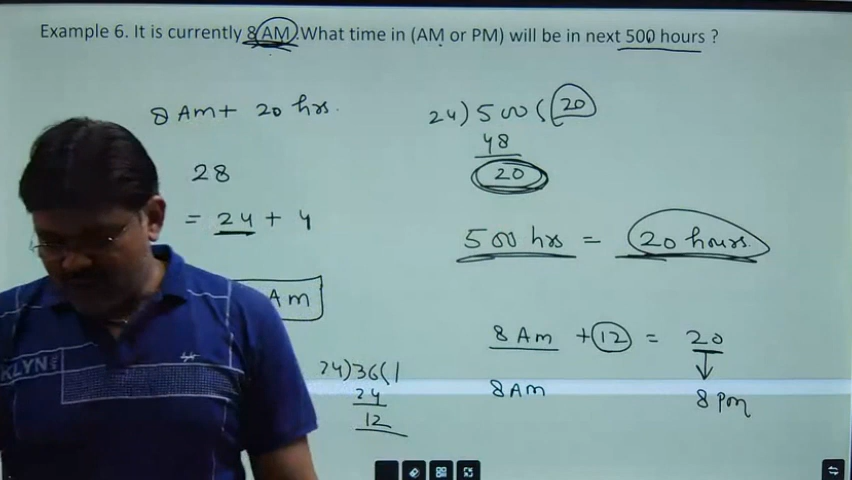 Example 6. It is currently 8 AM. What time in (AM or PM) will be in next 500 hours ?
8 Am + 20 hrs.
28
= 24 + 4
Am
24)36(1
24
12
24)500(20
48
20
500 hrs = 20 hours.
8 Am + 12 = 20
8 Am
8 pm
KLYN